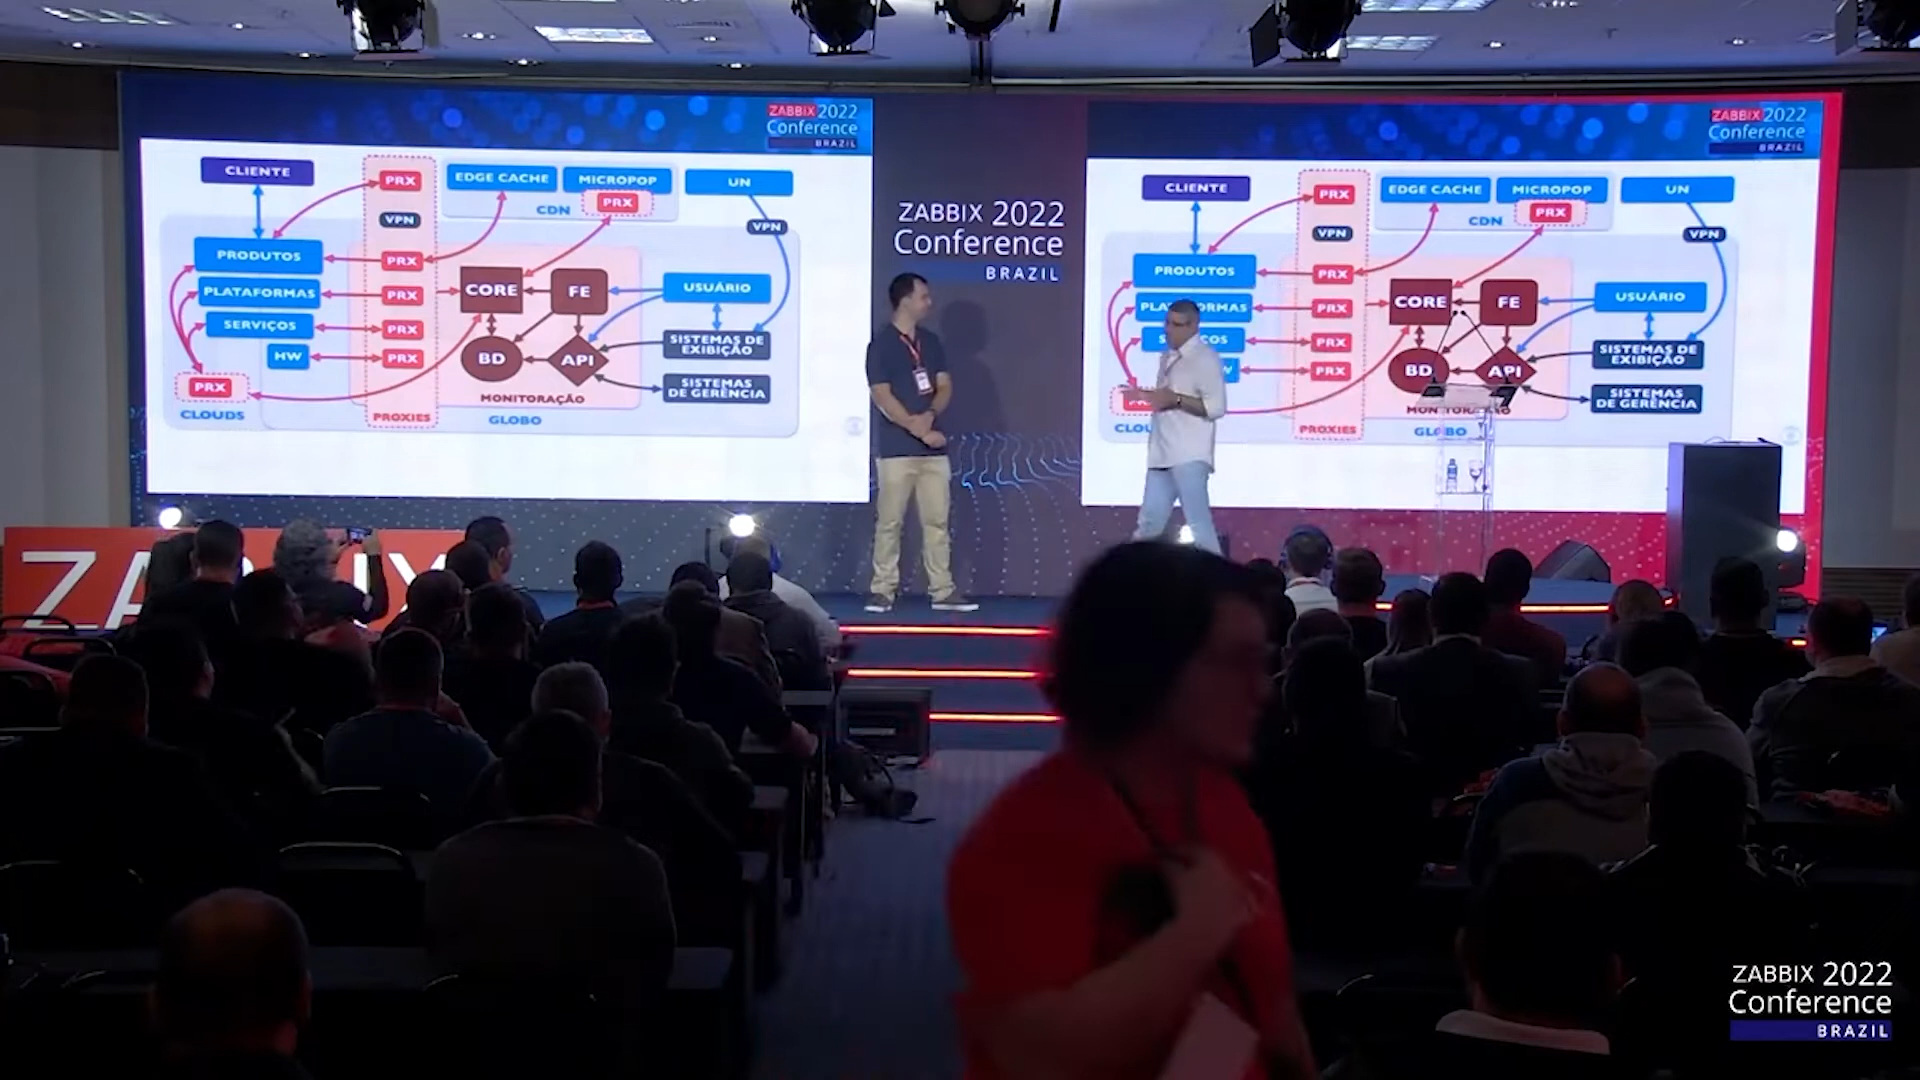 ZABBIX 2022
Conference
BRAZIL
CLIENTE
PRX
EDGE CACHE
MICROPOP
UN
PRX
CDN
VPN
VPN
PRODUTOS
PRX
PLATAFORMAS
PRX
CORE
FE
USUÁRIO
SERVIÇOS
PRX
HW
PRX
BD
API
SISTEMAS DE
EXIBIÇÃO
PRX
SISTEMAS
DE GERÊNCIA
MONITORAÇÃO
CLOUDS
PROXIES
GLOBO
ZABBIX 2022
Conference
BRAZIL
ZABBIX 2022
Conference
BRAZIL
CLIENTE
PRX
EDGE CACHE
MICROPOP
UN
PRX
CDN
VPN
VPN
PRODUTOS
PRX
PRX
CORE
FE
USUÁRIO
PRX
PRX
BD
API
SISTEMAS DE
EXIBIÇÃO
SISTEMAS
DE GERÊNCIA
PROXIES
GLOBO
ZABBIX 2022
Conference
BRAZIL